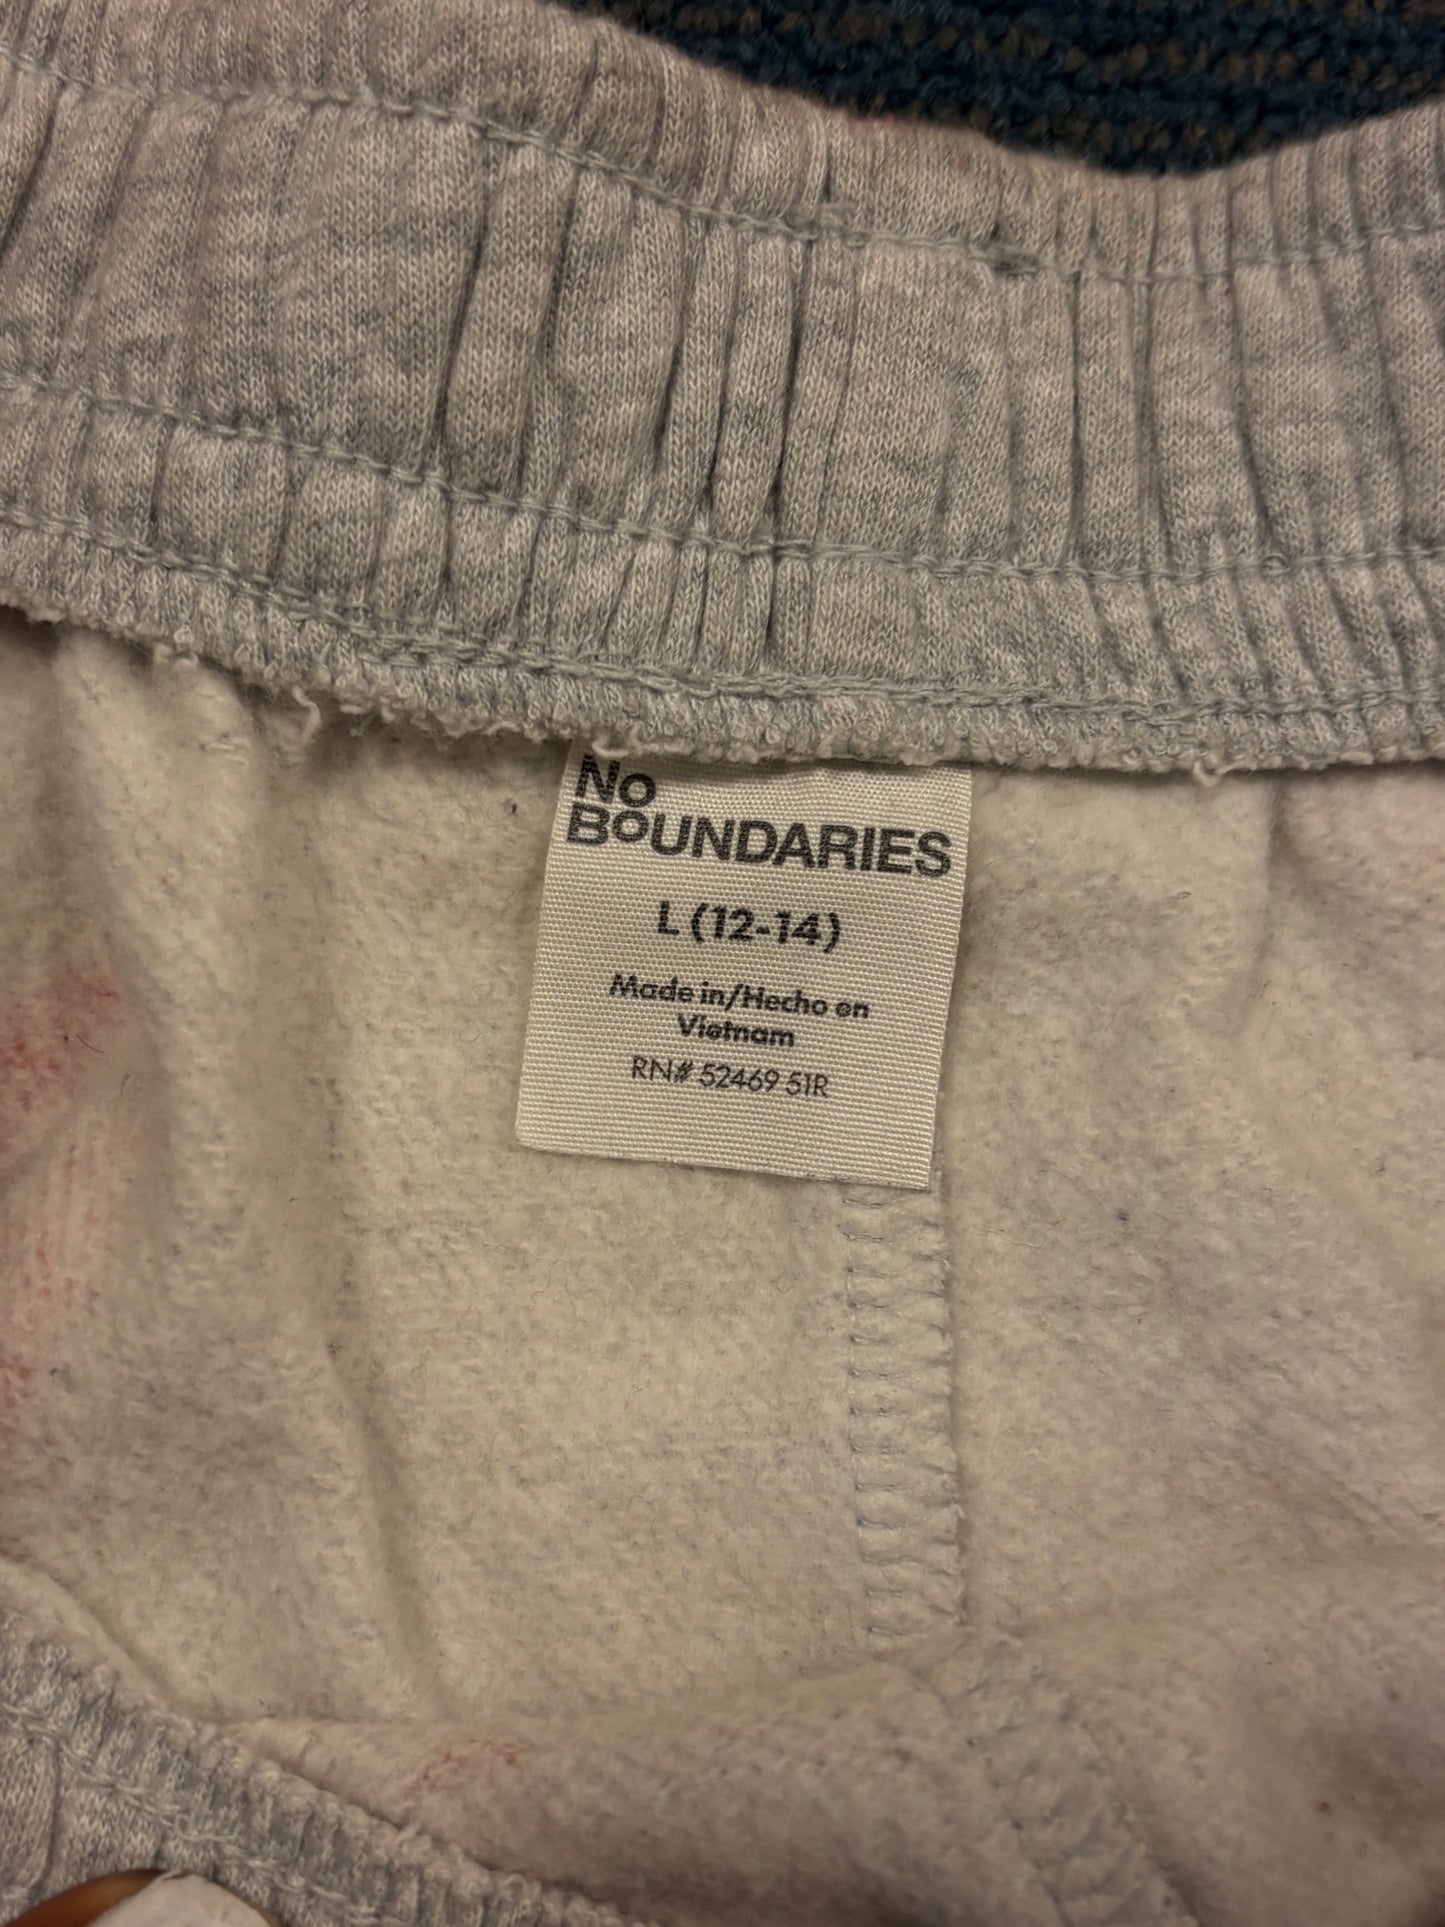 No
BoUNDARIES
L (12-14)
Made in/Hecho en
Vietnam
RN# 52469 51R